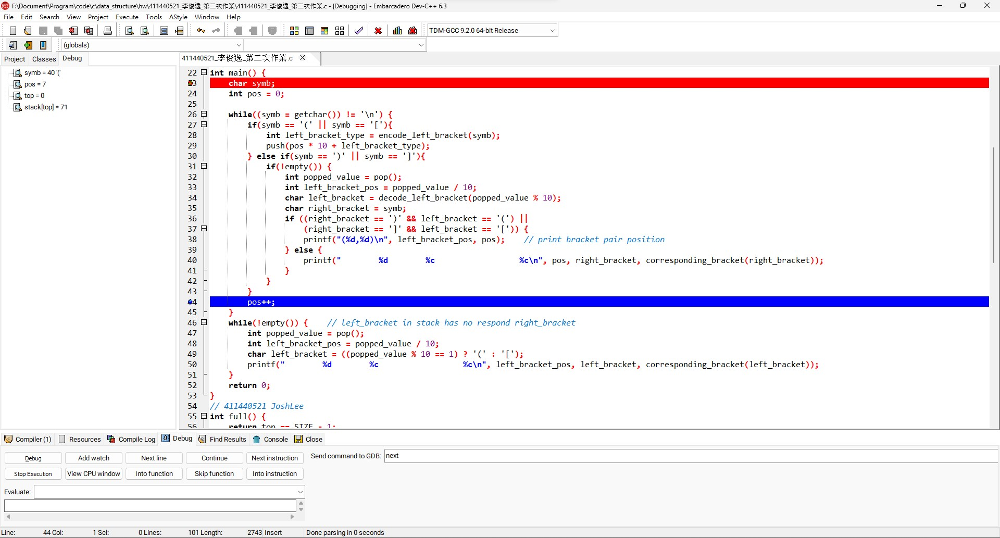 F:\Document\Program\code\c\data_structure\hw\411440521_李俊逸_第二次作業\411440521_李俊逸_第二次作業.c - [Debugging] - Embarcadero Dev-C++ 6.3
File Edit Search View Project Execute Tools AStyle Window Help
TDM-GCC 9.2.0 64-bit Release
(globals)
Project Classes Debug
411440521_李俊逸_第二次作業.c
symb = 40 '('
pos = 7
top = 0
stack[top] = 71
22 int main() {
23     char symb;
24     int pos = 0;
25
26     while((symb = getchar()) != '\n') {
27         if(symb == '(' || symb == '['){
28             int left_bracket_type = encode_left_bracket(symb);
29             push(pos * 10 + left_bracket_type);
30         } else if(symb == ')' || symb == ']'){
31             if(!empty()) {
32                 int popped_value = pop();
33                 int left_bracket_pos = popped_value / 10;
34                 char left_bracket = decode_left_bracket(popped_value % 10);
35                 char right_bracket = symb;
36                 if ((right_bracket == ')' && left_bracket == '(') ||
37                     (right_bracket == ']' && left_bracket == '[')) {
38                     printf("(%d,%d)\n", left_bracket_pos, pos);    // print bracket pair position
39                 } else {
40                     printf("        %d        %c                  %c\n", pos, right_bracket, corresponding_bracket(right_bracket));
41                 }
42             }
43         }
44         pos++;
45     }
46     while(!empty()) {    // left_bracket in stack has no respond right_bracket
47         int popped_value = pop();
48         int left_bracket_pos = popped_value / 10;
49         char left_bracket = ((popped_value % 10 == 1) ? '(' : '[');
50         printf("        %d        %c                  %c\n", left_bracket_pos, left_bracket, corresponding_bracket(left_bracket));
51     }
52     return 0;
53 }
54 // 411440521 JoshLee
55 int full() {
56     return top == SIZE - 1;
Compiler (1) Resources Compile Log Debug Find Results Console Close
Debug Add watch Next line Continue Next instruction Send command to GDB: next
Stop Execution View CPU window Into function Skip function Into instruction
Evaluate:
Line: 44 Col: 1 Sel: 0 Lines: 101 Length: 2743 Insert Done parsing in 0 seconds